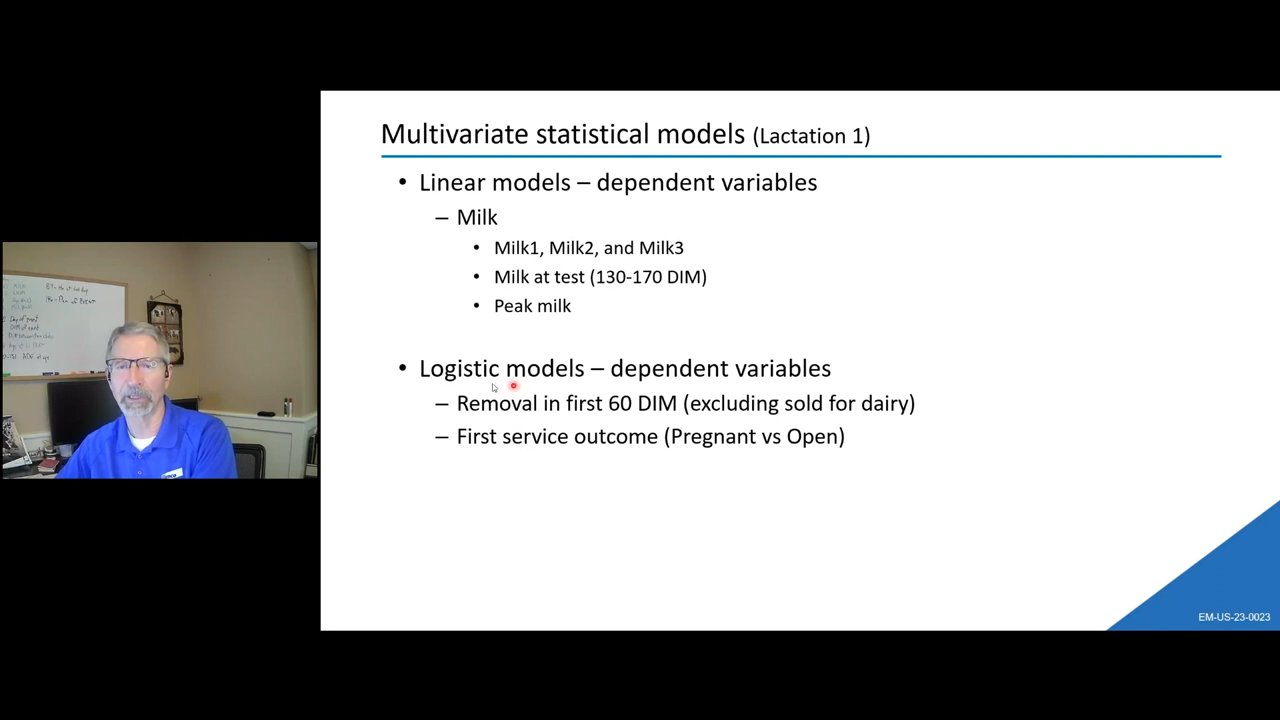 Multivariate statistical models (Lactation 1)
• Linear models – dependent variables
– Milk
• Milk1, Milk2, and Milk3
• Milk at test (130-170 DIM)
• Peak milk
• Logistic models – dependent variables
– Removal in first 60 DIM (excluding sold for dairy)
– First service outcome (Pregnant vs Open)
EM-US-23-0023